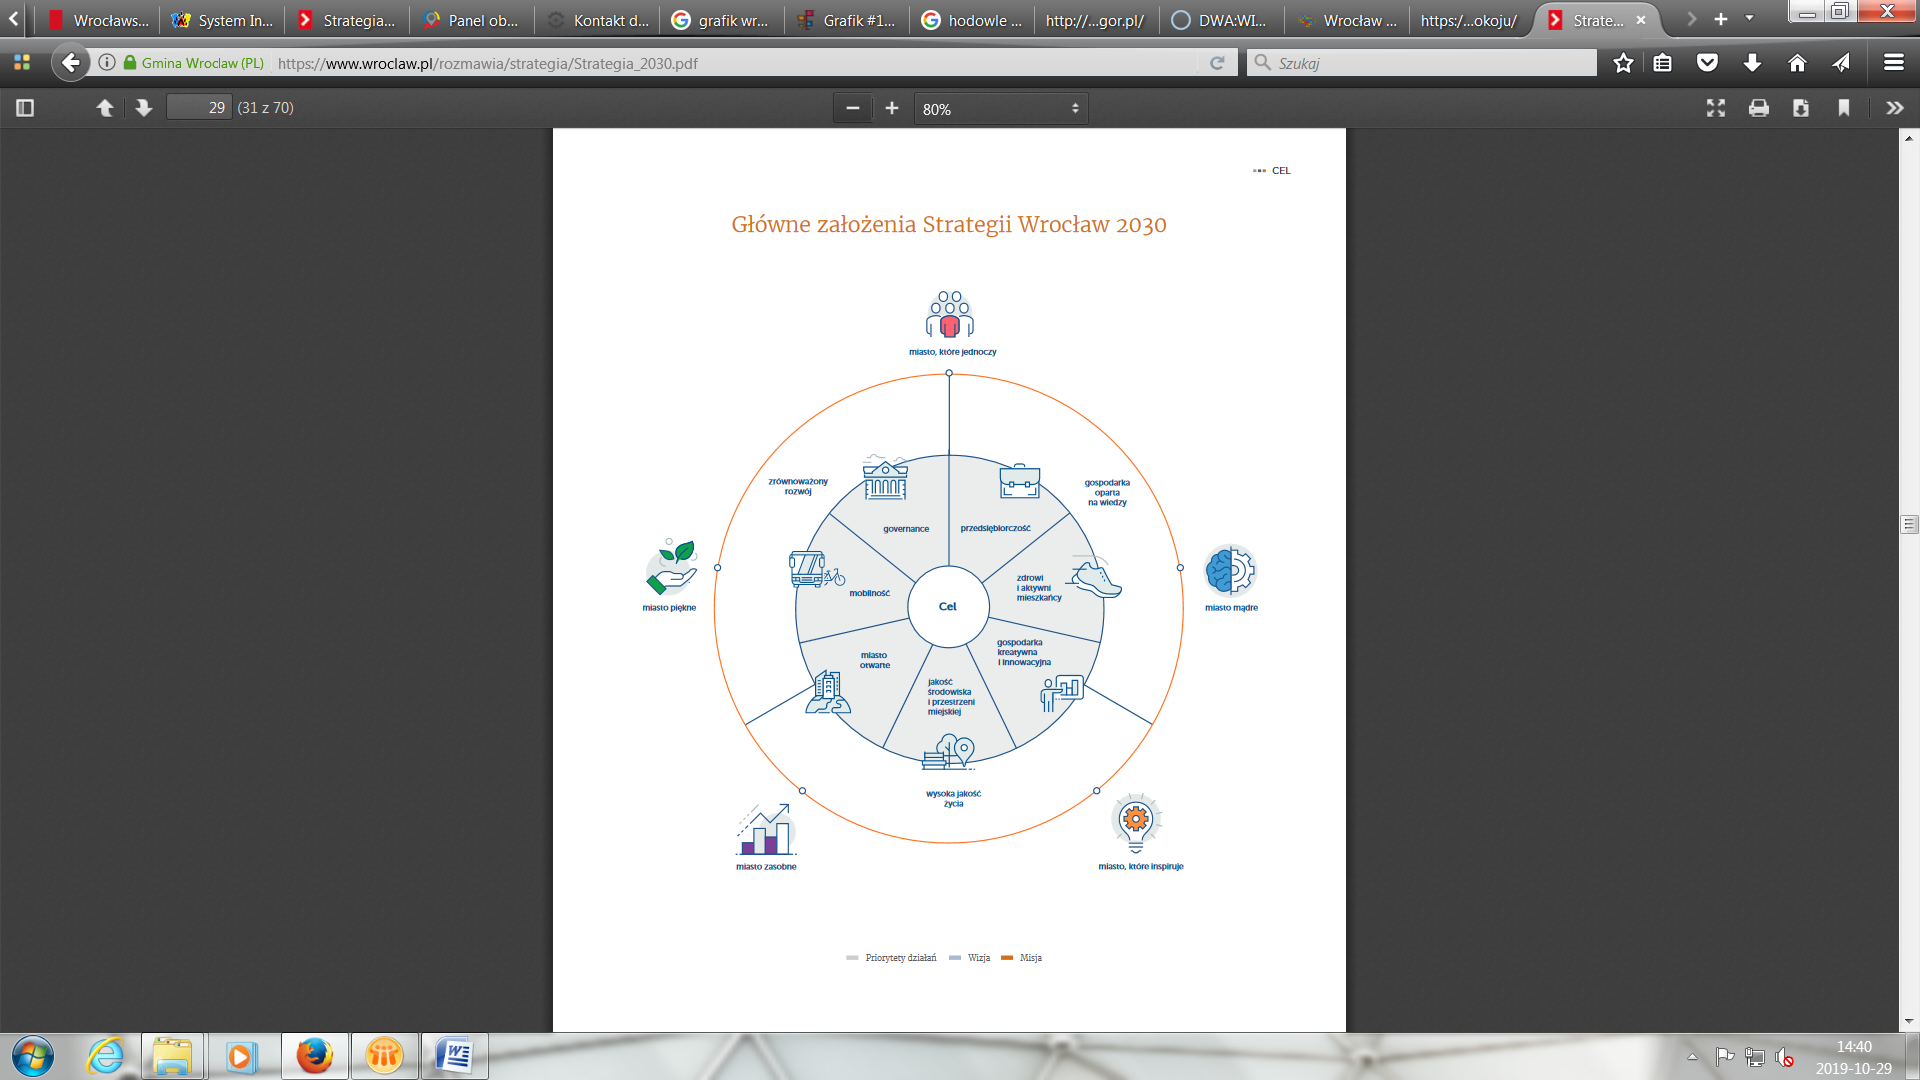 Wrocławs...
System In...
Strategia...
Panel ob...
Kontakt d...
grafik wr...
Grafik #1...
hodowle ...
http://...gor.pl/
DWA:WI...
Wrocław ...
https:/...okoju/
Strate...
Gmina Wroclaw (PL)
https://www.wroclaw.pl/rozmawia/strategia/Strategia_2030.pdf
Szukaj
29 (31 z 70)
80%
CEL
Główne założenia Strategii Wrocław 2030
miasto, które jednoczy
zrównoważony
rozwój
gospodarka
oparta
na wiedzy
governance
przedsiębiorczość
mobilność
zdrowi
i aktywni
mieszkańcy
Cel
miasto piękne
miasto mądre
miasto
otwarte
gospodarka
kreatywna
i innowacyjna
jakość
środowiska
i przestrzeni
miejskiej
wysoka jakość
życia
miasto zasobne
miasto, które inspiruje
Priorytety działań
Wizja
Misja
14:40
2019-10-29